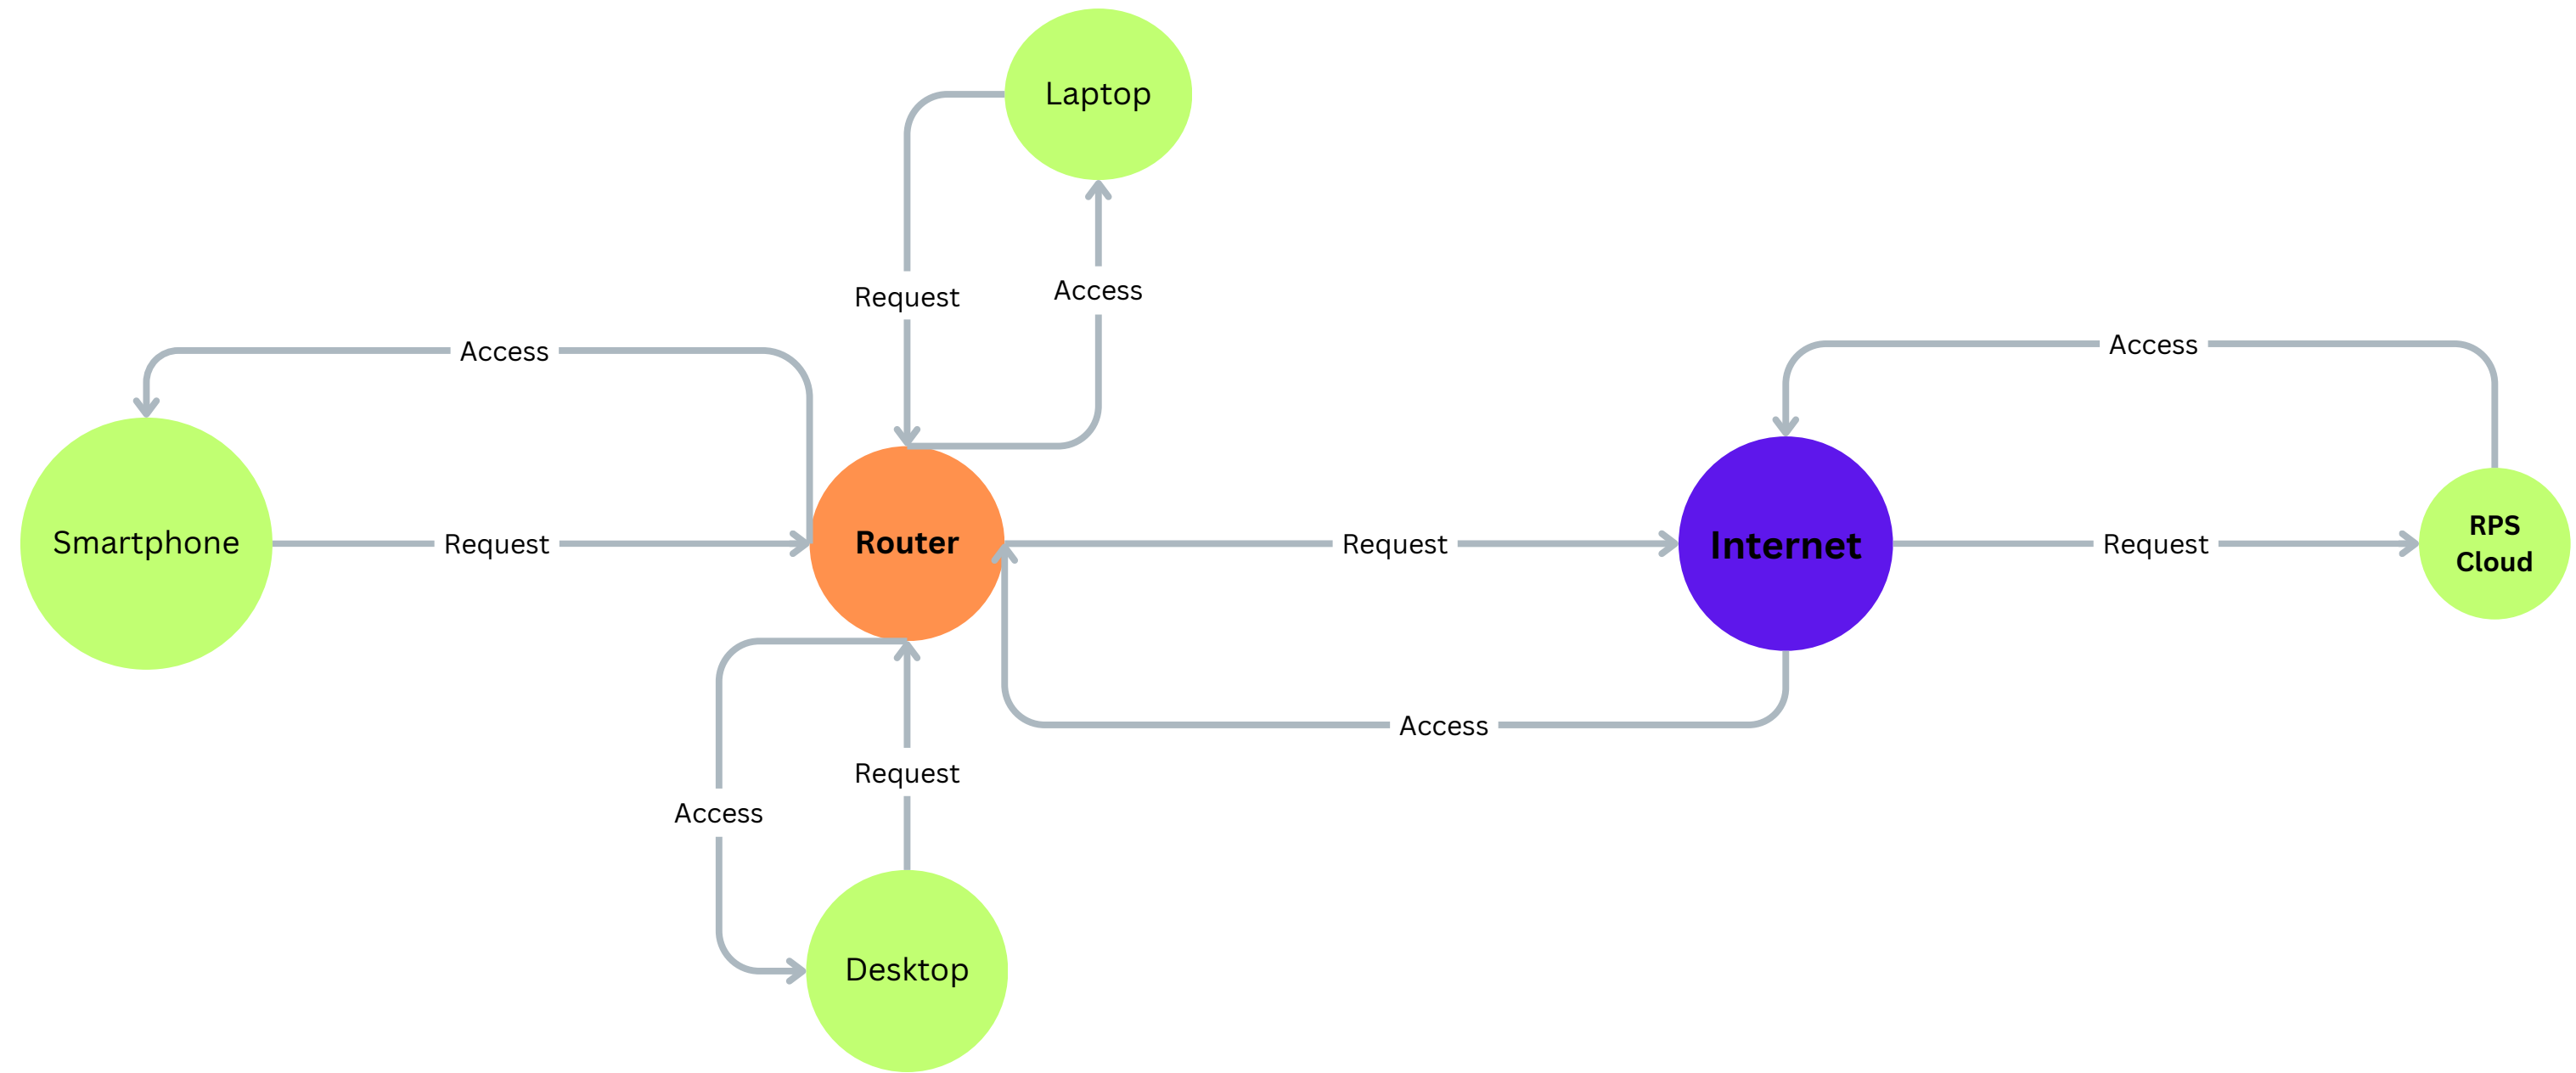 Laptop
Request
Access
Access
Access
Smartphone
Request
Router
Request
Internet
Request
RPS
Cloud
Access
Request
Access
Desktop